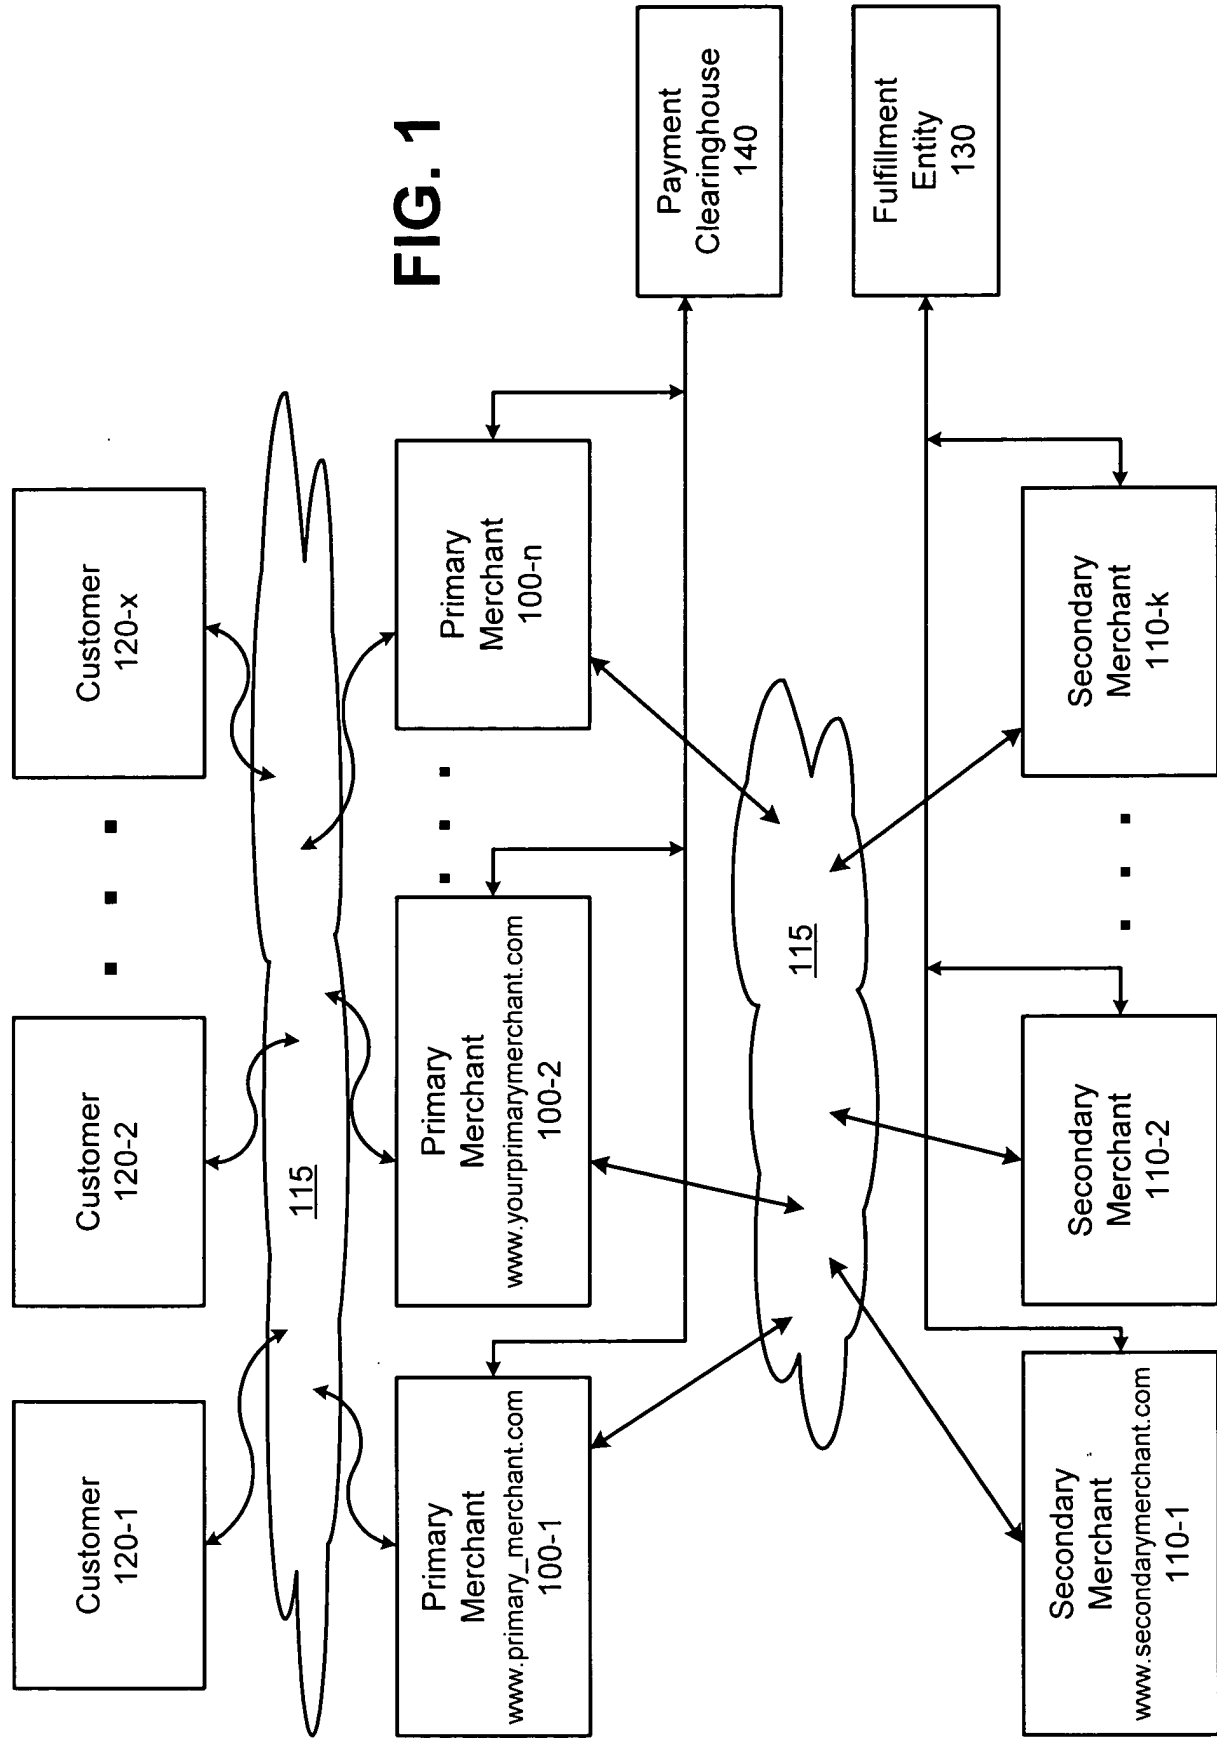 Customer
120-1
Customer
120-2
Customer
120-x
115
FIG. 1
Primary
Merchant
www.primary_merchant.com
100-1
Primary
Merchant
www.yourprimarymerchant.com
100-2
Primary
Merchant
100-n
Payment
Clearinghouse
140
115
Fulfillment
Entity
130
Secondary
Merchant
www.secondarymerchant.com
110-1
Secondary
Merchant
110-2
Secondary
Merchant
110-k